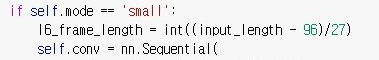 if self.mode == 'small':
    l6_frame_length = int((input_length - 96)/27)
    self.conv = nn.Sequential(